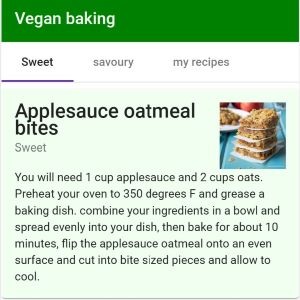 Vegan baking
Sweet savoury my recipes
Applesauce oatmeal
bites
Sweet
You will need 1 cup applesauce and 2 cups oats.
Preheat your oven to 350 degrees F and grease a
baking dish. combine your ingredients in a bowl and
spread evenly into your dish, then bake for about 10
minutes, flip the applesauce oatmeal onto an even
surface and cut into bite sized pieces and allow to
cool.